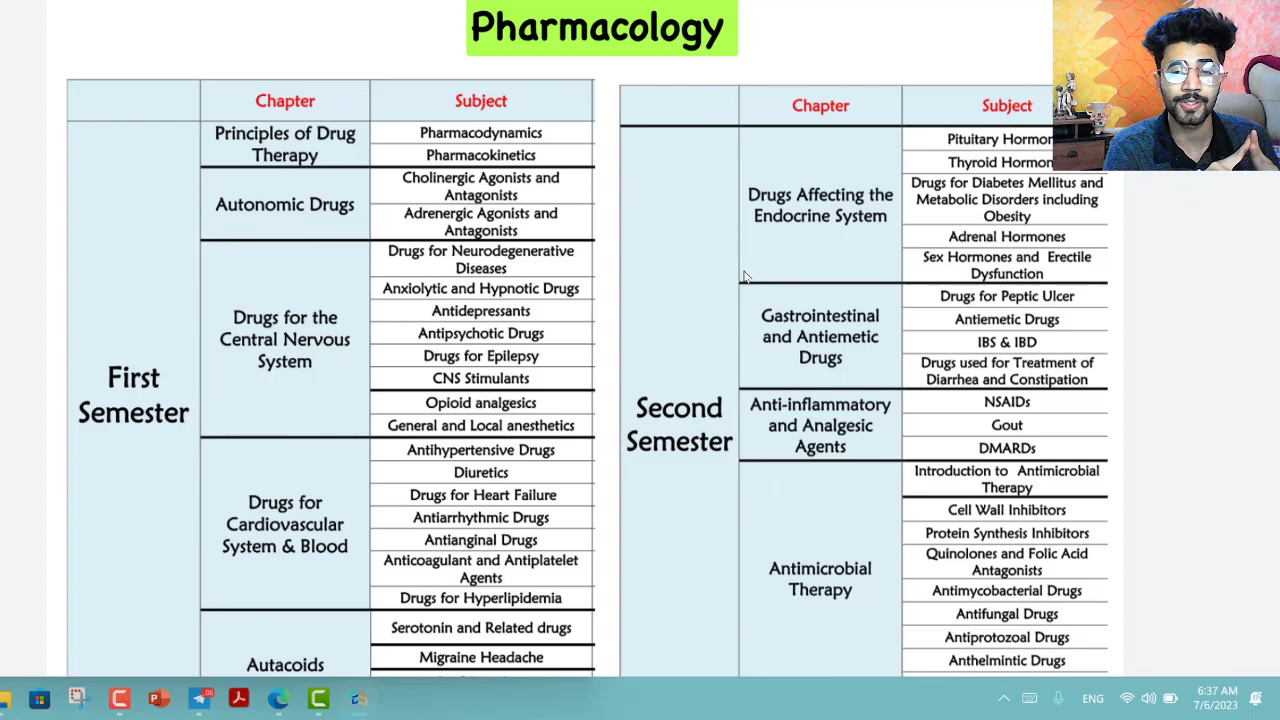 Pharmacology
Chapter
Subject
First
Semester
Principles of Drug
Therapy
Pharmacodynamics
Pharmacokinetics
Autonomic Drugs
Cholinergic Agonists and
Antagonists
Adrenergic Agonists and
Antagonists
Drugs for the
Central Nervous
System
Drugs for Neurodegenerative
Diseases
Anxiolytic and Hypnotic Drugs
Antidepressants
Antipsychotic Drugs
Drugs for Epilepsy
CNS Stimulants
Opioid analgesics
General and Local anesthetics
Drugs for
Cardiovascular
System & Blood
Antihypertensive Drugs
Diuretics
Drugs for Heart Failure
Antiarrhythmic Drugs
Antianginal Drugs
Anticoagulant and Antiplatelet
Agents
Drugs for Hyperlipidemia
Autacoids
Serotonin and Related drugs
Migraine Headache
Chapter
Subject
Second
Semester
Drugs Affecting the
Endocrine System
Pituitary
Thyroid
Drugs for Diabetes Mellitus and
Metabolic Disorders including
Obesity
Adrenal Hormones
Sex Hormones and Erectile
Dysfunction
Gastrointestinal
and Antiemetic
Drugs
Drugs for Peptic Ulcer
Antiemetic Drugs
IBS & IBD
Drugs used for Treatment of
Diarrhea and Constipation
Anti-inflammatory
and Analgesic
Agents
NSAIDs
Gout
DMARDs
Antimicrobial
Therapy
Introduction to Antimicrobial
Therapy
Cell Wall Inhibitors
Protein Synthesis Inhibitors
Quinolones and Folic Acid
Antagonists
Antimycobacterial Drugs
Antifungal Drugs
Antiprotozoal Drugs
Anthelmintic Drugs
ENG
6:37 AM
7/6/2023